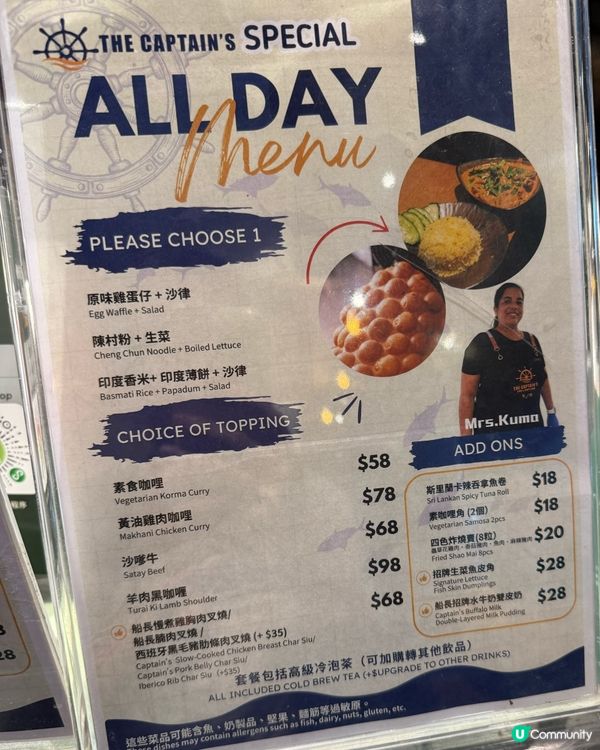 THE CAPTAIN'S SPECIAL
ALL DAY
Menu
PLEASE CHOOSE 1
原味雞蛋仔 + 沙律
Egg Waffle + Salad
陳村粉 + 生菜
Cheng Chun Noodle + Boiled Lettuce
印度香米+ 印度薄餅 + 沙律
Basmati Rice + Papadum + Salad
THE CAPTAIN'S
Mrs.Kuma
CHOICE OF TOPPING
素食咖哩 $58
Vegetarian Korma Curry
黃油雞肉咖哩 $78
Makhani Chicken Curry
沙嗲牛 $68
Satay Beef
羊肉黑咖喱 $98
Turai Ki Lamb Shoulder
船長慢煮雞胸肉叉燒/ $68
船長腩肉叉燒 /
西班牙黑毛豬肋條肉叉燒 (+ $35)
Captain's Slow-Cooked Chicken Breast Char Siu/
Captain's Pork Belly Char Siu/
Iberico Rib Char Siu (+$35)
ADD ONS
斯里蘭卡辣吞拿魚卷 $18
Sri Lankan Spicy Tuna Roll
素咖哩角 (2個) $18
Vegetarian Samosa 2pcs
四色炸燒賣(8粒) $20
Fried Shao Mai 8pcs
招牌生菜魚皮角 $28
Signature Lettuce
Fish Skin Dumplings
船長招牌水牛奶雙皮奶 $28
Captain's Buffalo Milk
Double-Layered Milk Pudding
套餐包括高級冷泡茶（可加購轉其他飲品）
ALL INCLUDED COLD BREW TEA (+$UPGRADE TO OTHER DRINKS)
這些菜品可能含魚、奶製品、堅果、麵筋等過敏原。
These dishes may contain allergens such as fish, dairy, nuts, gluten, etc.
U Community